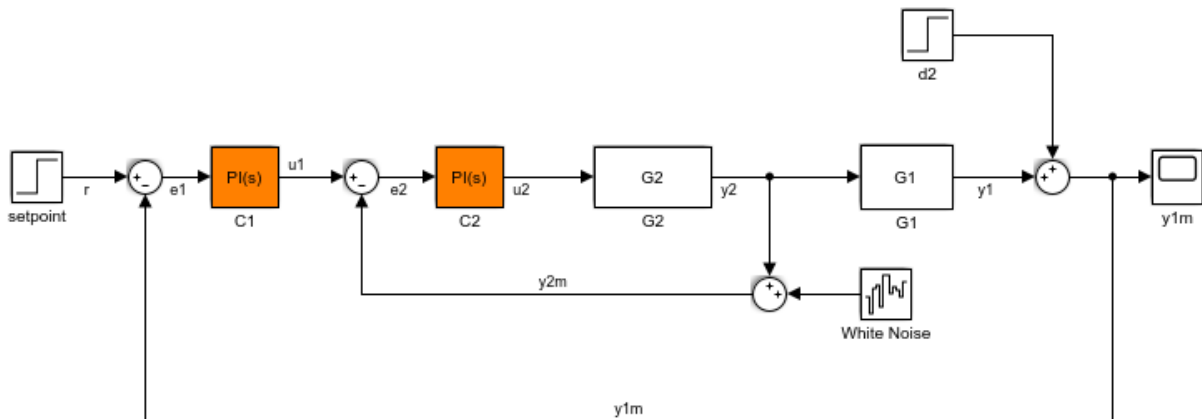 d2
setpoint
r
e1
PI(s)
C1
u1
e2
PI(s)
C2
u2
G2
G2
y2
G1
G1
y1
y1m
y2m
White Noise
y1m